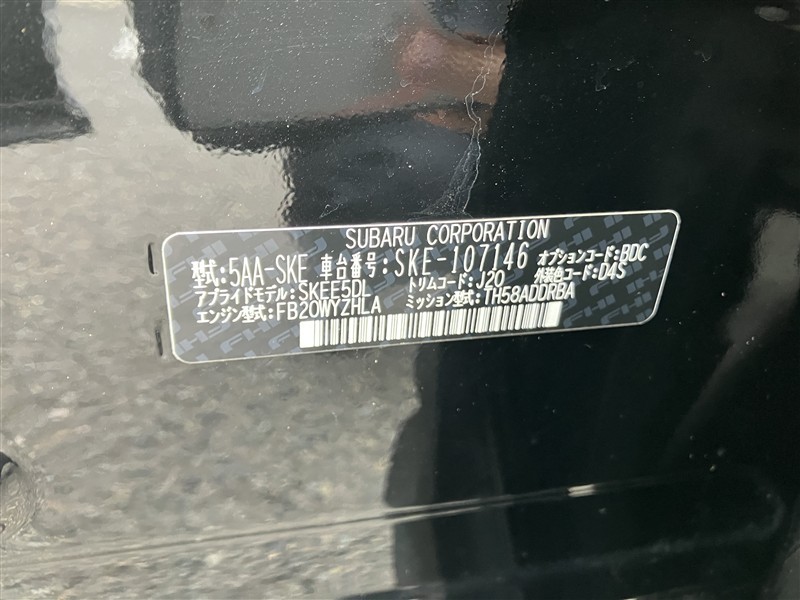 SUBARU CORPORATION
型式:5AA-SKE 車台番号:SKE-107146 オプションコード:BDC
アプライドモデル:SKEE5DL トリムコード:J20 外装色コード:D4S
エンジン型式:FB20WYZHLA ミッション型式:TH58ADDRBA